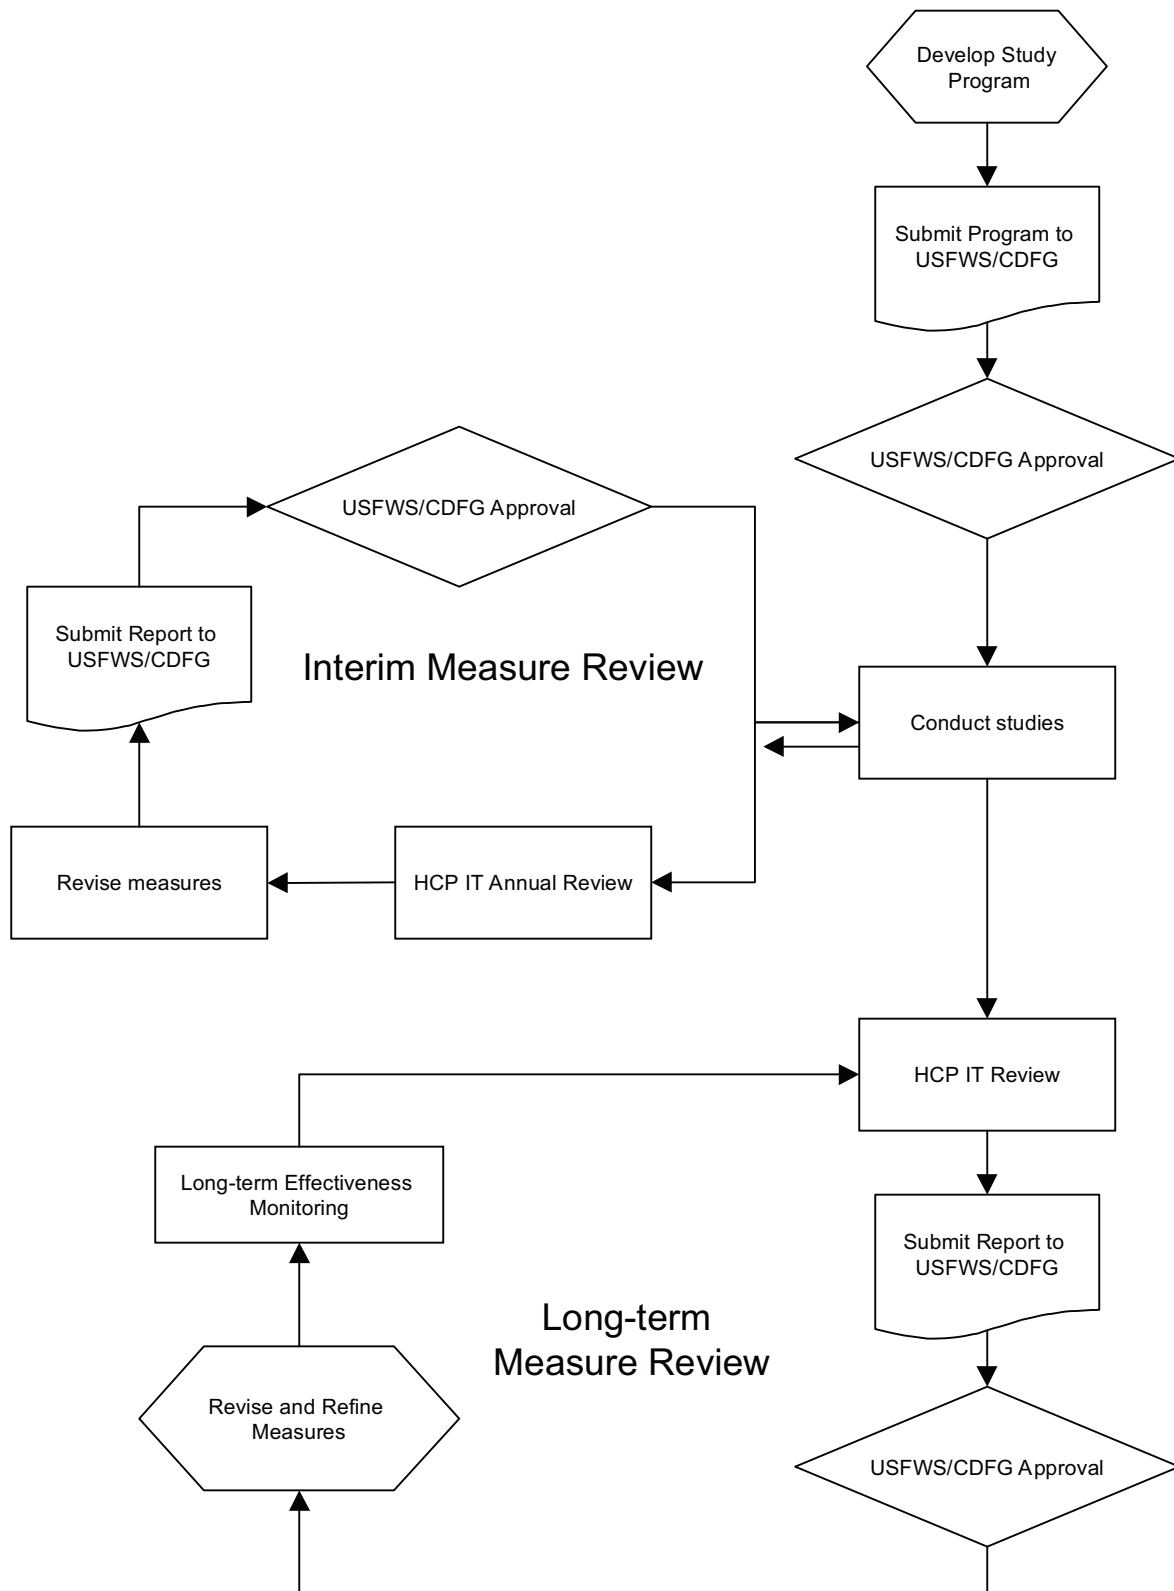 Develop Study
Program
Submit Program to
USFWS/CDFG
USFWS/CDFG Approval
USFWS/CDFG Approval
Submit Report to
USFWS/CDFG
Interim Measure Review
Conduct studies
Revise measures
HCP IT Annual Review
HCP IT Review
Long-term Effectiveness
Monitoring
Submit Report to
USFWS/CDFG
Long-term
Measure Review
Revise and Refine
Measures
USFWS/CDFG Approval